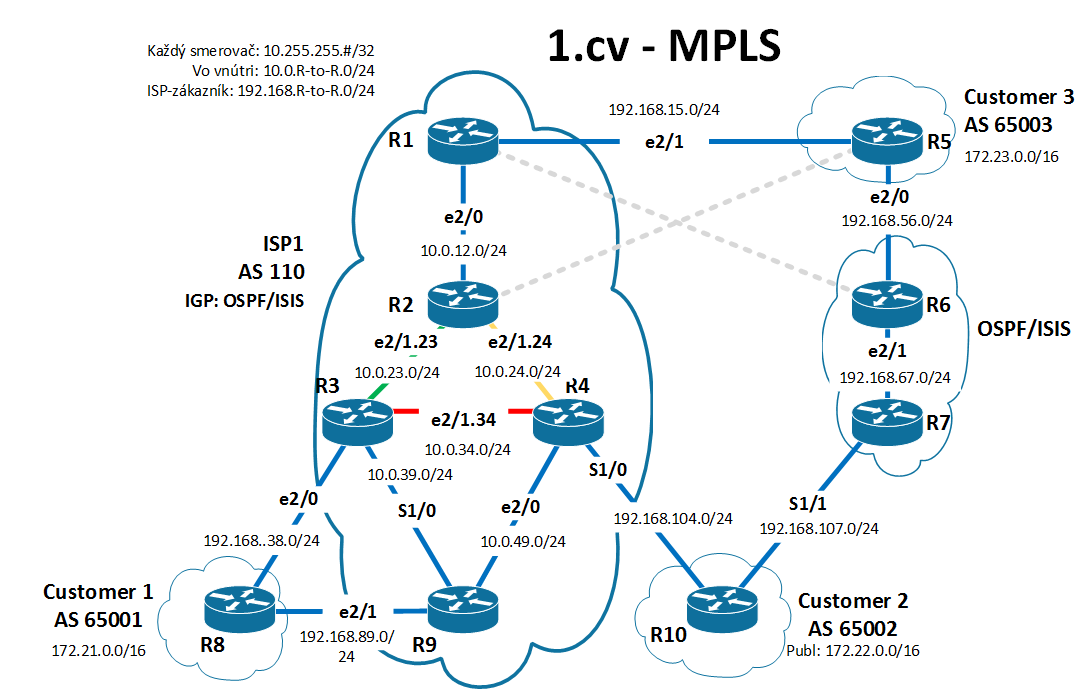 1.cv - MPLS
Každý smerovač: 10.255.255.#/32
Vo vnútri: 10.0.R-to-R.0/24
ISP-zákazník: 192.168.R-to-R.0/24
192.168.15.0/24
Customer 3
AS 65003
R1
e2/1
R5
172.23.0.0/16
e2/0
e2/0
192.168.56.0/24
ISP1
AS 110
IGP: OSPF/ISIS
10.0.12.0/24
R2
R6
OSPF/ISIS
e2/1.23
e2/1.24
e2/1
10.0.23.0/24
10.0.24.0/24
192.168.67.0/24
R3
R4
e2/1.34
R7
10.0.34.0/24
10.0.39.0/24
S1/0
e2/0
S1/0
e2/0
S1/1
192.168.104.0/24
192.168.107.0/24
192.168..38.0/24
10.0.49.0/24
Customer 1
AS 65001
172.21.0.0/16
R8
e2/1
192.168.89.0/
24
R9
R10
Customer 2
AS 65002
Publ: 172.22.0.0/16